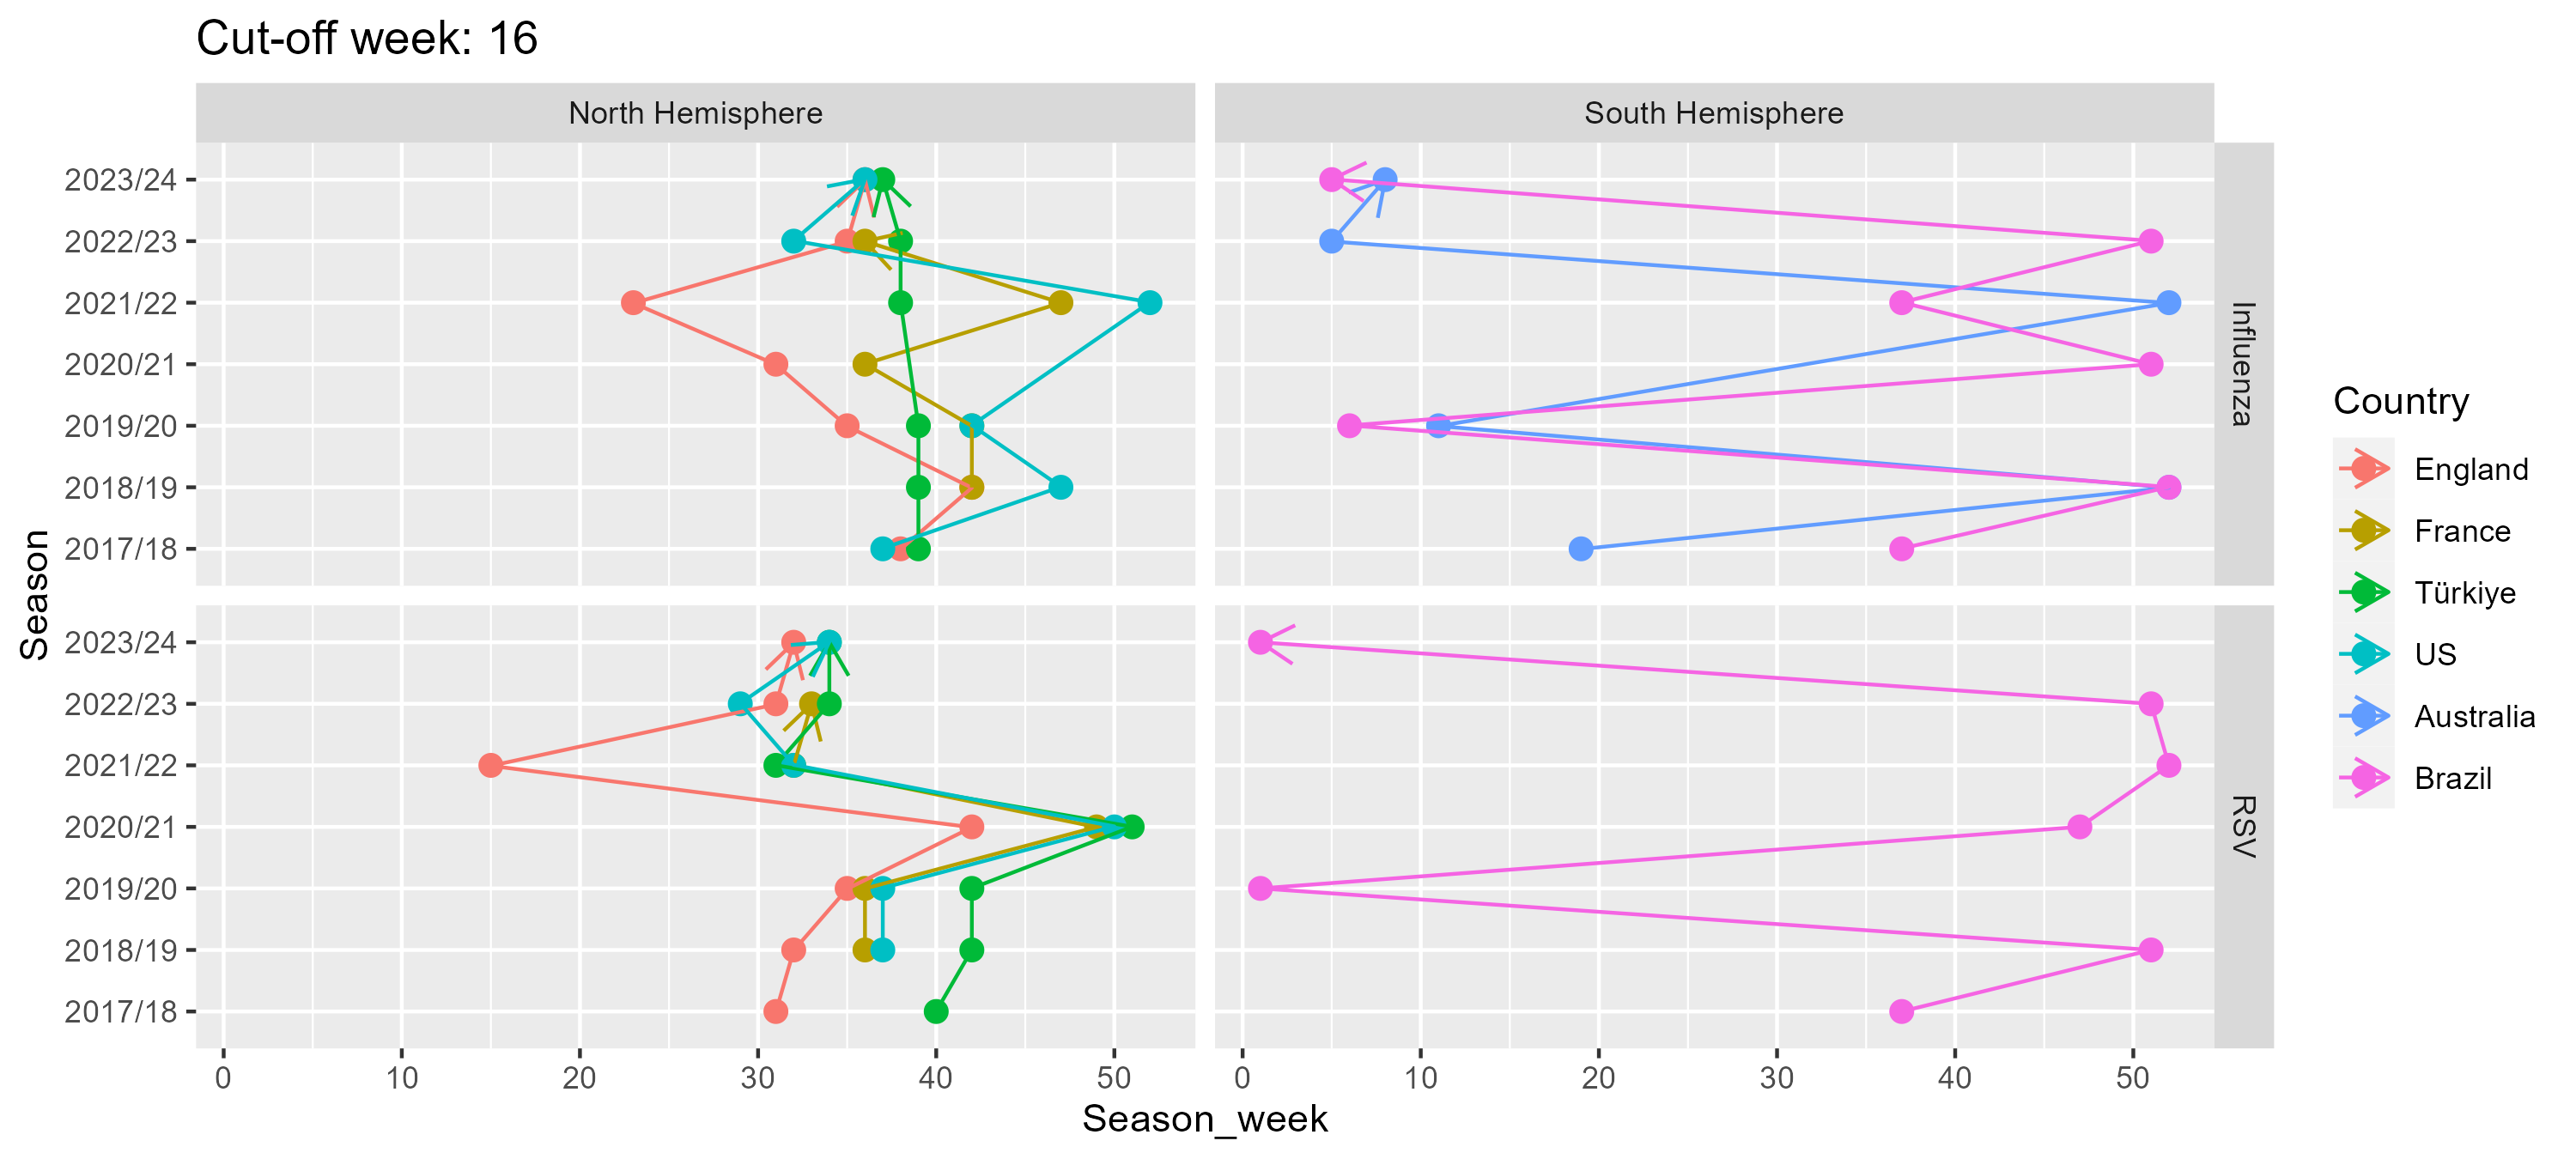 Cut-off week: 16
North Hemisphere
South Hemisphere
2023/24
2022/23
2021/22
2020/21
2019/20
2018/19
2017/18
Influenza
2023/24
2022/23
2021/22
2020/21
2019/20
2018/19
2017/18
RSV
Season
0 10 20 30 40 50
0 10 20 30 40 50
Season_week
Country
England
France
Türkiye
US
Australia
Brazil